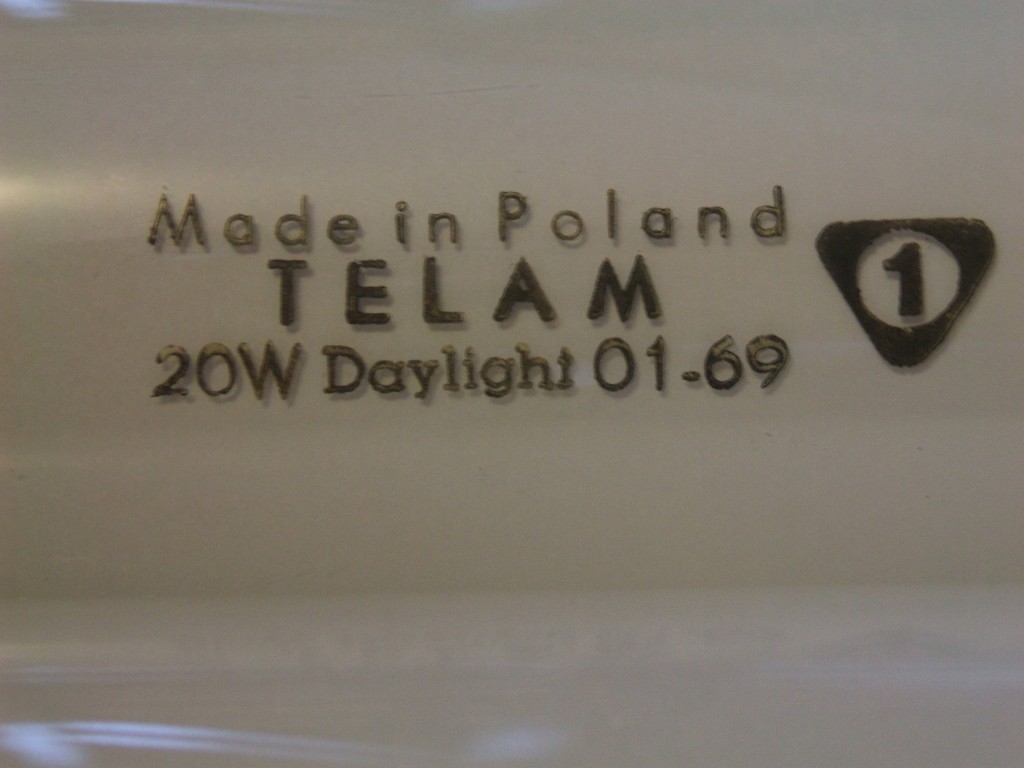 Made in Poland
TELAM
20W Daylight 01-69
1